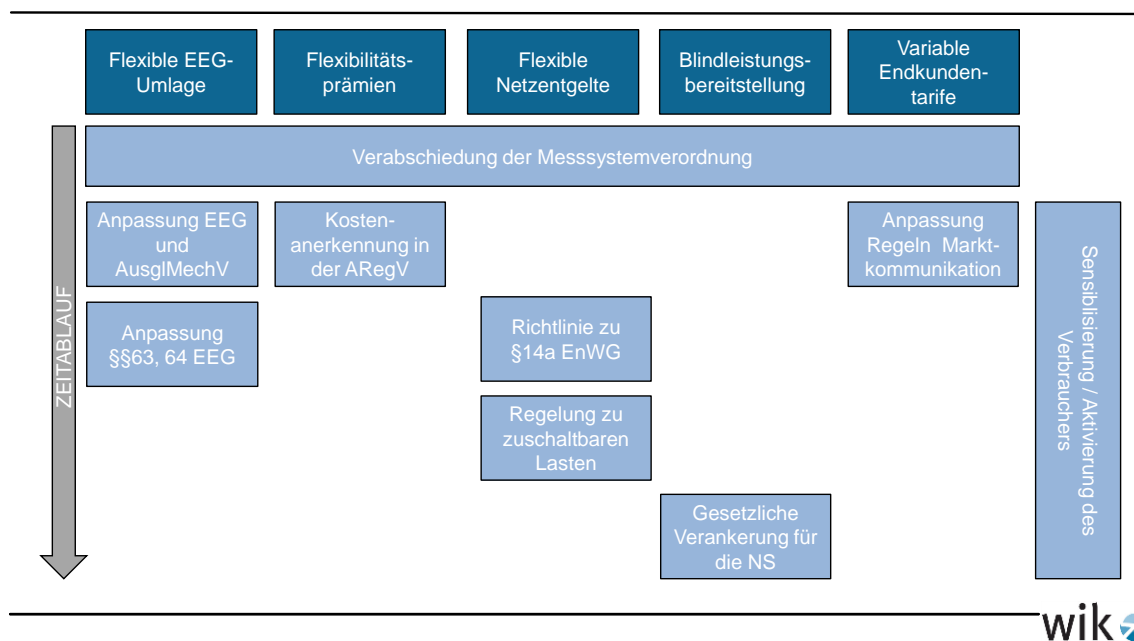 Flexible EEG-
Umlage
Flexibilitäts-
prämien
Flexible
Netzentgelte
Blindleistungs-
bereitstellung
Variable
Endkunden-
tarife
ZEITABLAUF
Verabschiedung der Messsystemverordnung
Anpassung EEG
und
AusglMechV
Kosten-
anerkennung in
der ARegV
Anpassung
Regeln Markt-
kommunikation
Anpassung
§§63, 64 EEG
Richtlinie zu
§14a EnWG
Regelung zu
zuschaltbaren
Lasten
Gesetzliche
Verankerung für
die NS
Sensiblisierung / Aktivierung des
Verbrauchers
wik